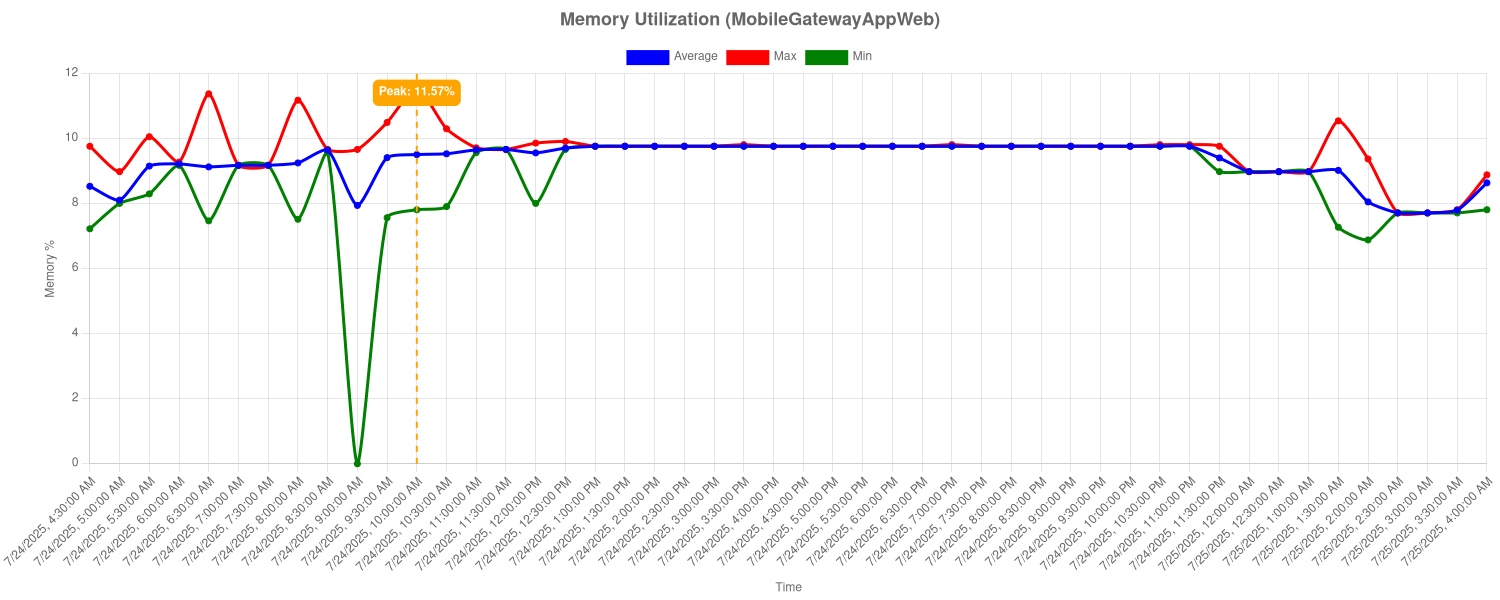 Memory Utilization (MobileGatewayAppWeb)
Average Max Min
Peak: 11.57%
12
10
8
6
4
2
0
Memory %
7/24/2025, 4:30:00 AM
7/24/2025, 5:00:00 AM
7/24/2025, 5:30:00 AM
7/24/2025, 6:00:00 AM
7/24/2025, 6:30:00 AM
7/24/2025, 7:00:00 AM
7/24/2025, 7:30:00 AM
7/24/2025, 8:00:00 AM
7/24/2025, 8:30:00 AM
7/24/2025, 9:00:00 AM
7/24/2025, 9:30:00 AM
7/24/2025, 10:00:00 AM
7/24/2025, 10:30:00 AM
7/24/2025, 11:00:00 AM
7/24/2025, 11:30:00 AM
7/24/2025, 12:00:00 PM
7/24/2025, 12:30:00 PM
7/24/2025, 1:00:00 PM
7/24/2025, 1:30:00 PM
7/24/2025, 2:00:00 PM
7/24/2025, 2:30:00 PM
7/24/2025, 3:00:00 PM
7/24/2025, 3:30:00 PM
7/24/2025, 4:00:00 PM
7/24/2025, 4:30:00 PM
7/24/2025, 5:00:00 PM
7/24/2025, 5:30:00 PM
7/24/2025, 6:00:00 PM
7/24/2025, 6:30:00 PM
7/24/2025, 7:00:00 PM
7/24/2025, 7:30:00 PM
7/24/2025, 8:00:00 PM
7/24/2025, 8:30:00 PM
7/24/2025, 9:00:00 PM
7/24/2025, 9:30:00 PM
7/24/2025, 10:00:00 PM
7/24/2025, 10:30:00 PM
7/24/2025, 11:00:00 PM
7/24/2025, 11:30:00 PM
7/25/2025, 12:00:00 AM
7/25/2025, 12:30:00 AM
7/25/2025, 1:00:00 AM
7/25/2025, 1:30:00 AM
7/25/2025, 2:00:00 AM
7/25/2025, 2:30:00 AM
7/25/2025, 3:00:00 AM
7/25/2025, 3:30:00 AM
7/25/2025, 4:00:00 AM
Time